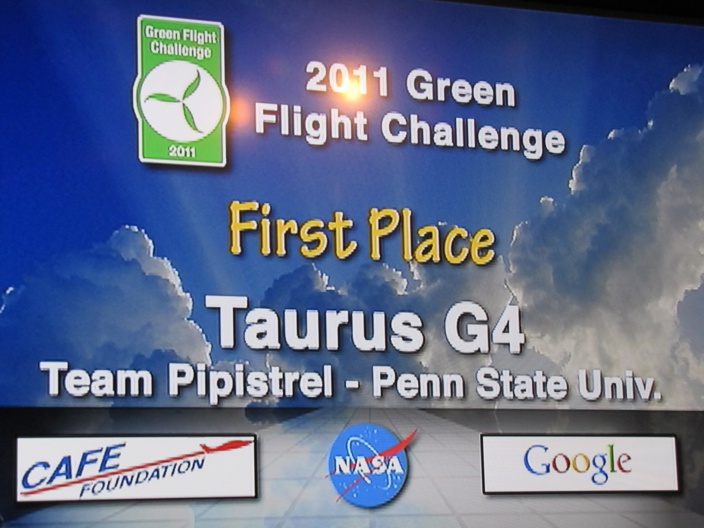 Green Flight
Challenge
2011
2011 Green
Flight Challenge
First Place
Taurus G4
Team Pipistrel - Penn State Univ.
CAFE
FOUNDATION
NASA
Google